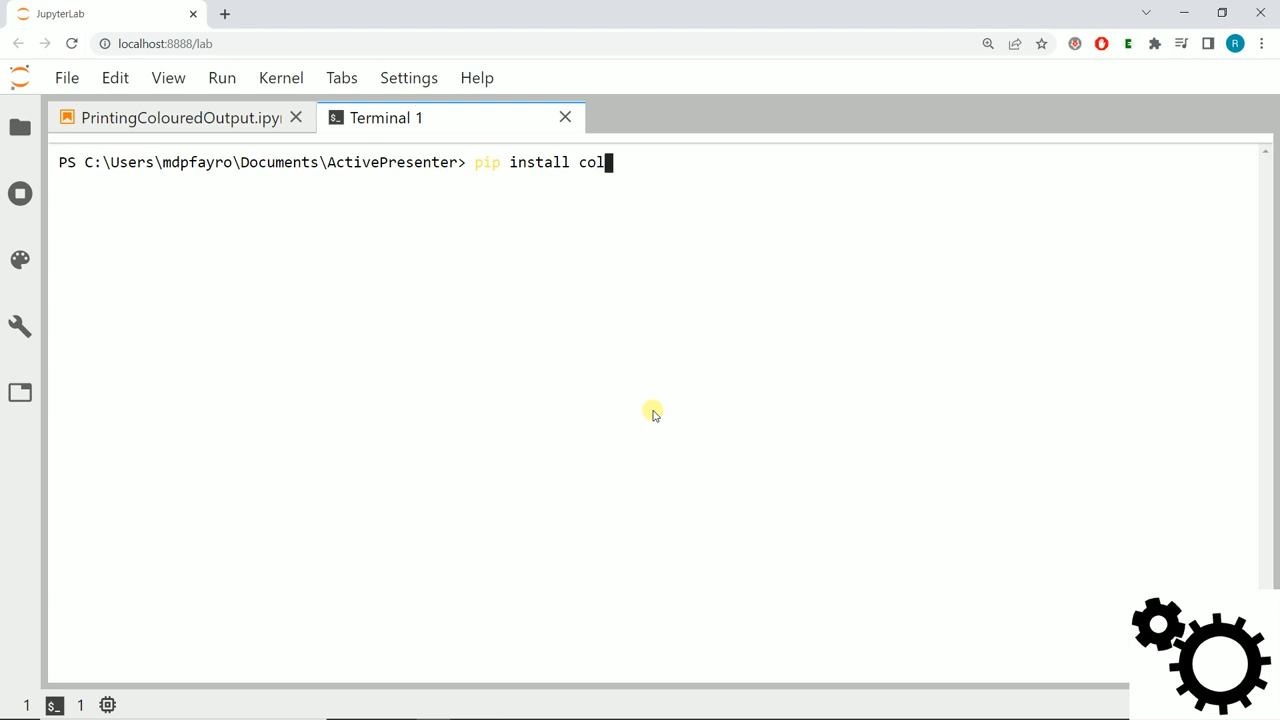 JupyterLab
localhost:8888/lab
R
File Edit View Run Kernel Tabs Settings Help
PrintingColouredOutput.ipyn
Terminal 1
PS C:\Users\mdpfayro\Documents\ActivePresenter> pip install col
1 $_ 1